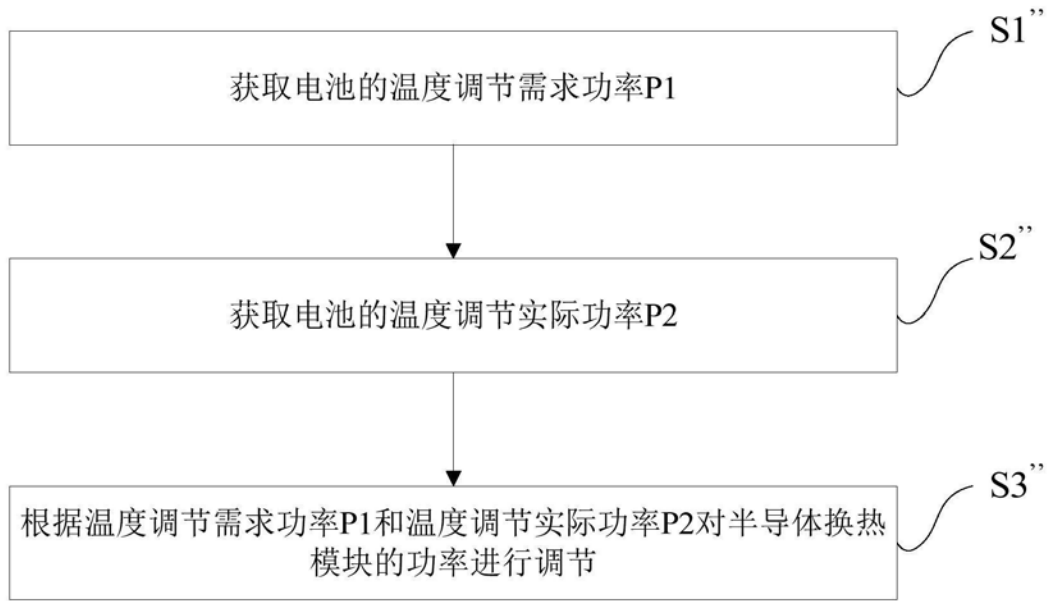 S1’’
获取电池的温度调节需求功率P1
S2’’
获取电池的温度调节实际功率P2
S3’’
根据温度调节需求功率P1和温度调节实际功率P2对半导体换热
模块的功率进行调节